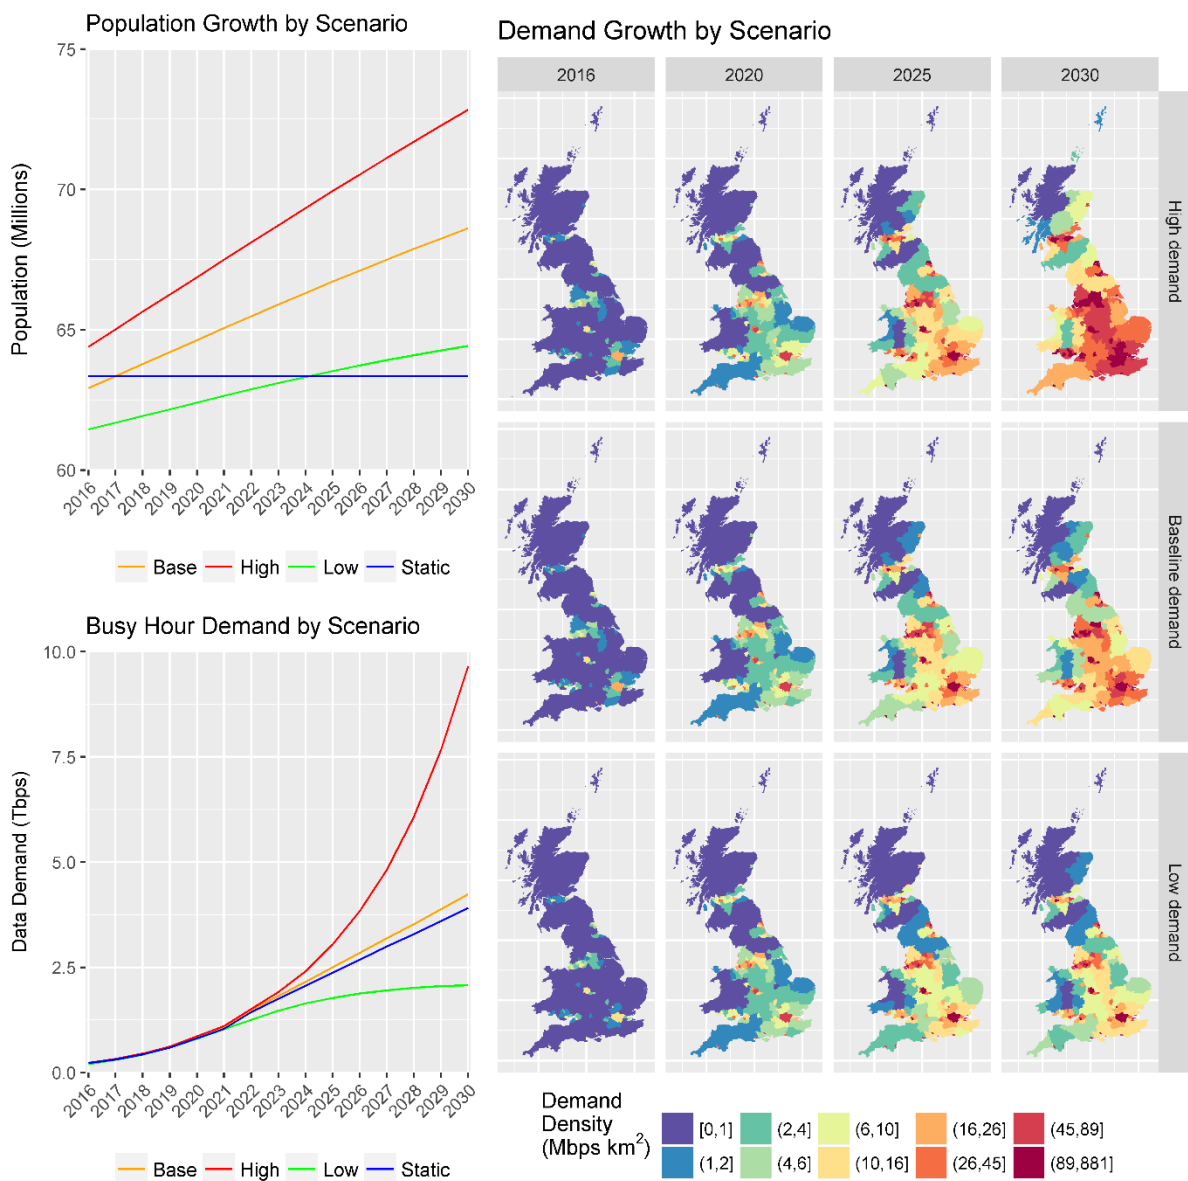 Population Growth by Scenario
Population (Millions)
75
70
65
60
2016 2017 2018 2019 2020 2021 2022 2023 2024 2025 2026 2027 2028 2029 2030
Base High Low Static
Busy Hour Demand by Scenario
Data Demand (Tbps)
10.0
7.5
5.0
2.5
0.0
2016 2017 2018 2019 2020 2021 2022 2023 2024 2025 2026 2027 2028 2029 2030
Base High Low Static
Demand Growth by Scenario
2016 2020 2025 2030
High demand
Baseline demand
Low demand
Demand
Density
(Mbps km²)
[0,1] (2,4] (6,10] (16,26] (45,89]
(1,2] (4,6] (10,16] (26,45] (89,881]